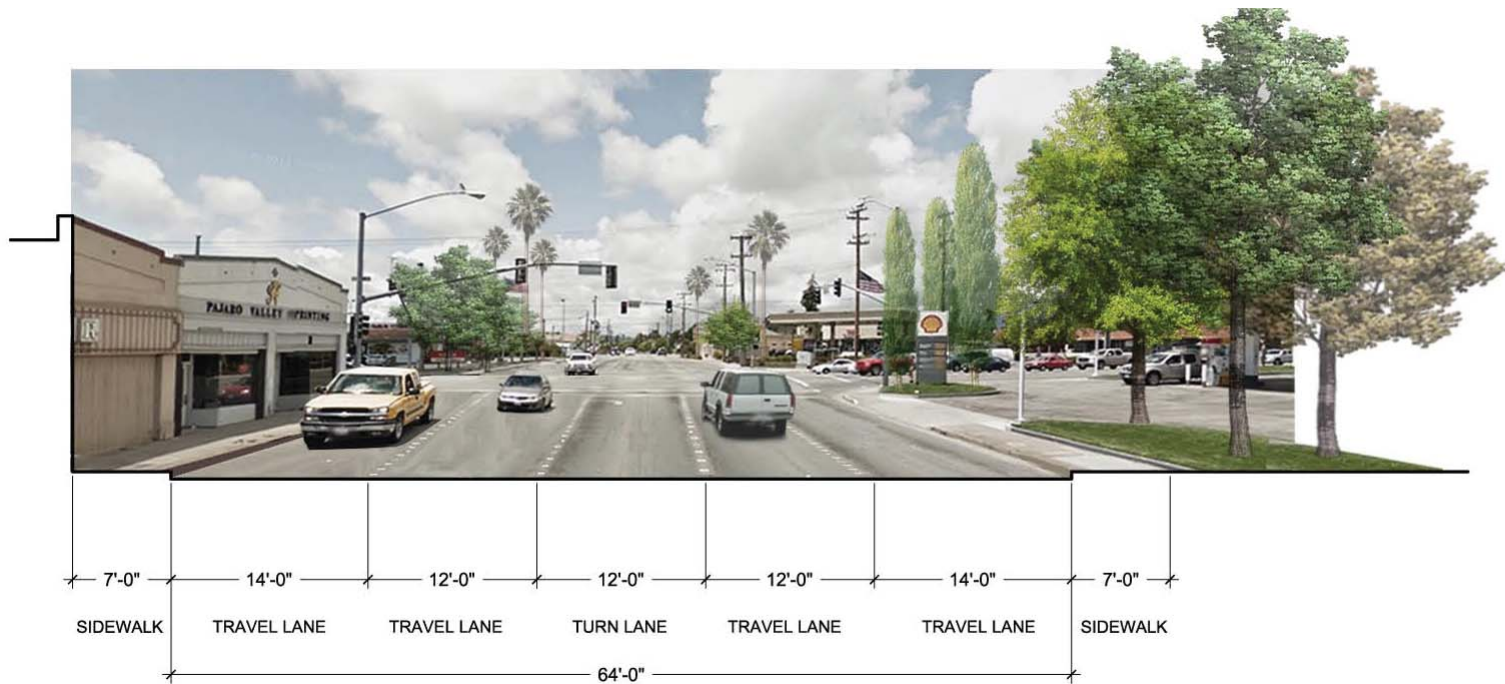 PAJARO VALLEY PRINTING
7'-0"
14'-0"
12'-0"
12'-0"
12'-0"
14'-0"
7'-0"
SIDEWALK
TRAVEL LANE
TRAVEL LANE
TURN LANE
TRAVEL LANE
TRAVEL LANE
SIDEWALK
64'-0"